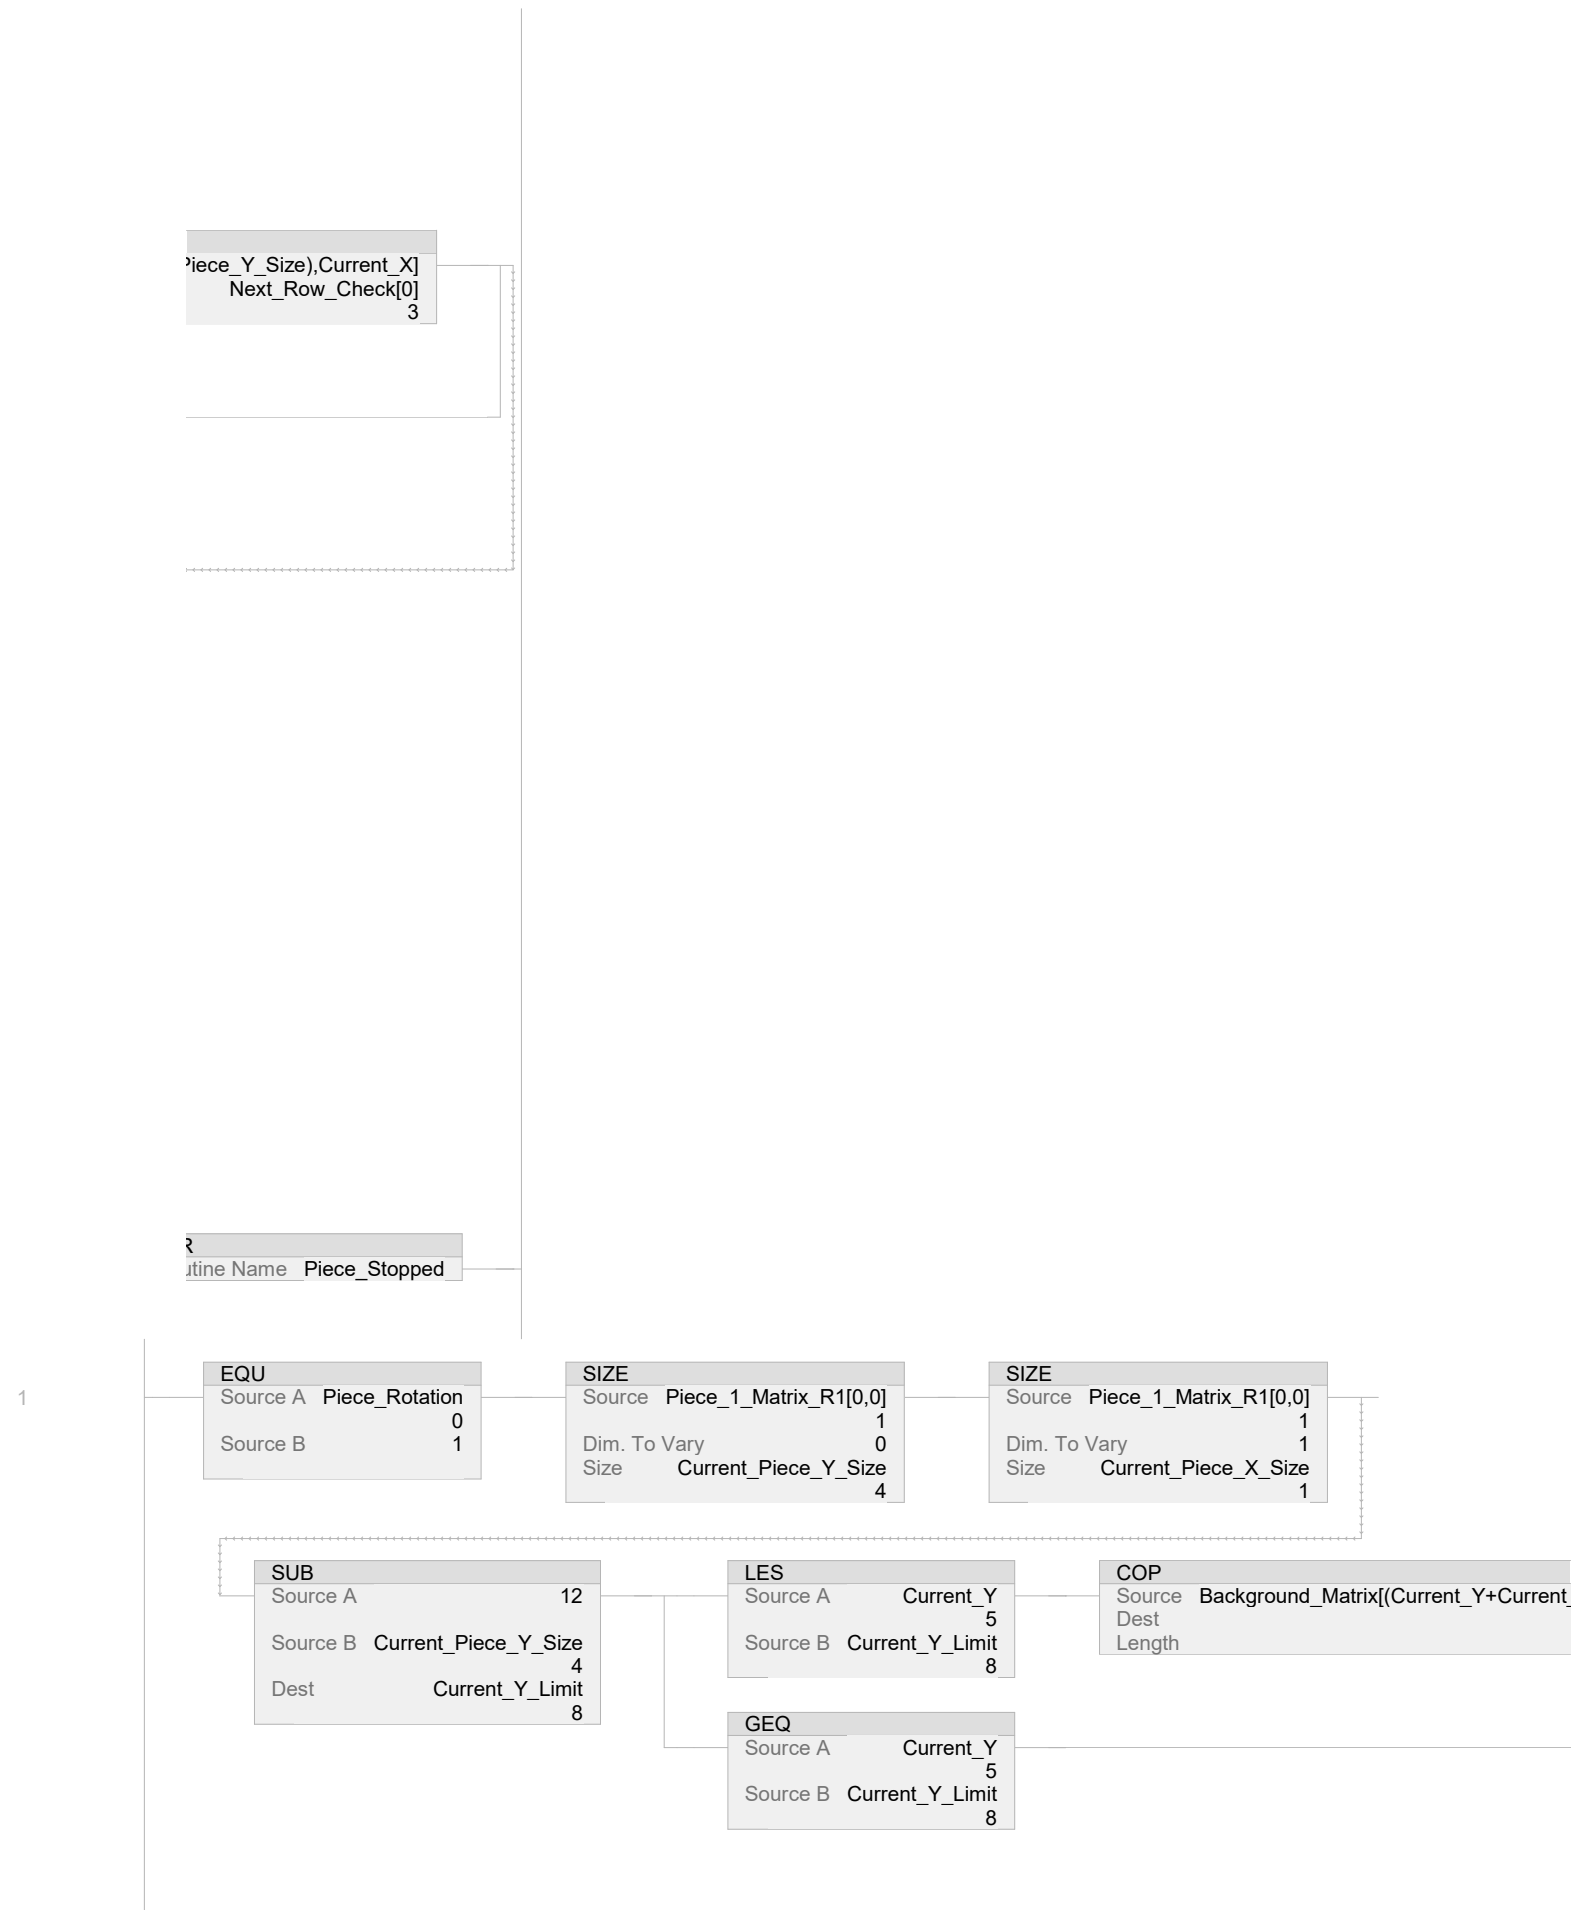 Piece_Y_Size),Current_X]
Next_Row_Check[0]
3
R
utine Name Piece_Stopped
1
EQU
Source A Piece_Rotation
0
Source B 1
SIZE
Source Piece_1_Matrix_R1[0,0]
1
Dim. To Vary 0
Size Current_Piece_Y_Size
4
SIZE
Source Piece_1_Matrix_R1[0,0]
1
Dim. To Vary 1
Size Current_Piece_X_Size
1
SUB
Source A 12
Source B Current_Piece_Y_Size
4
Dest Current_Y_Limit
8
LES
Source A Current_Y
5
Source B Current_Y_Limit
8
COP
Source Background_Matrix[(Current_Y+Current_
Dest
Length
GEQ
Source A Current_Y
5
Source B Current_Y_Limit
8